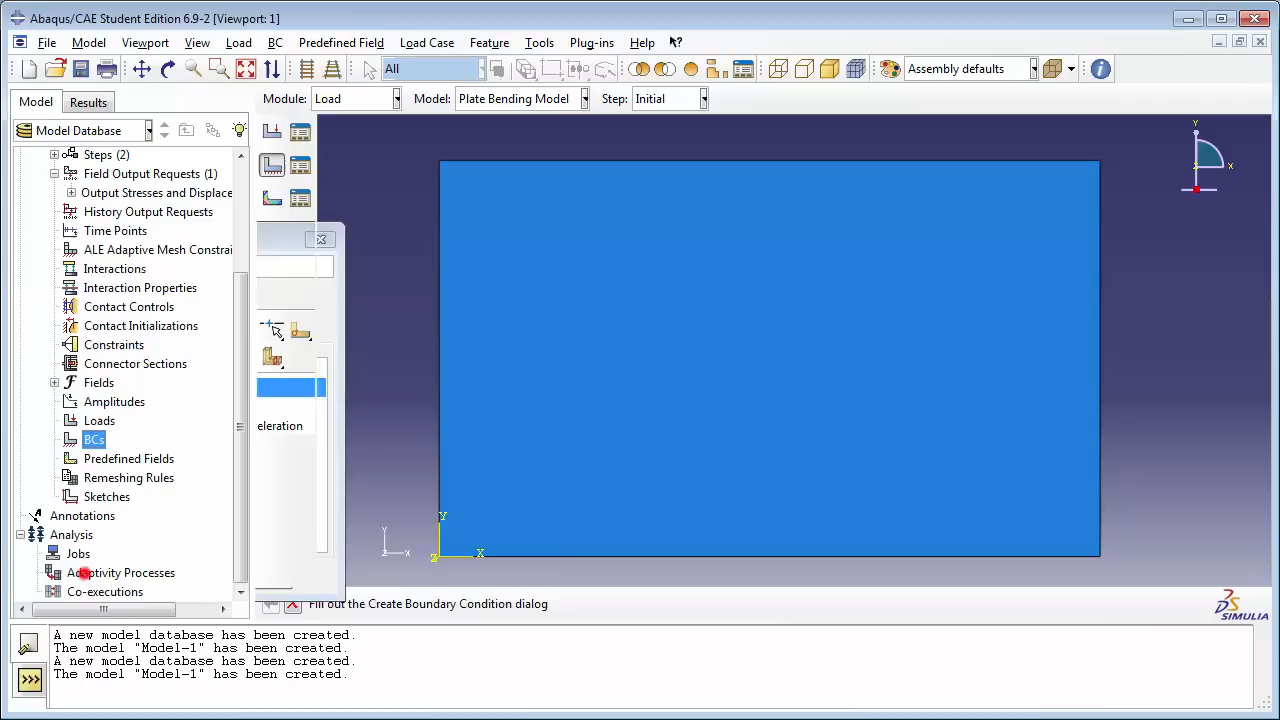 Abaqus/CAE Student Edition 6.9-2 [Viewport: 1]
File Model Viewport View Load BC Predefined Field Load Case Feature Tools Plug-ins Help
All
Assembly defaults
Model Results
Module: Load Model: Plate Bending Model Step: Initial
Model Database
Steps (2)
Field Output Requests (1)
Output Stresses and Displace
History Output Requests
Time Points
ALE Adaptive Mesh Constrai
Interactions
Interaction Properties
Contact Controls
Contact Initializations
Constraints
Connector Sections
Fields
Amplitudes
Loads
BCs
Predefined Fields
Remeshing Rules
Sketches
Annotations
Analysis
Jobs
Adaptivity Processes
Co-executions
eleration
Y
X
Z
Y
X
Z
Y
X
Z
Fill out the Create Boundary Condition dialog
SIMULIA
A new model database has been created.
The model "Model-1" has been created.
A new model database has been created.
The model "Model-1" has been created.
>>>